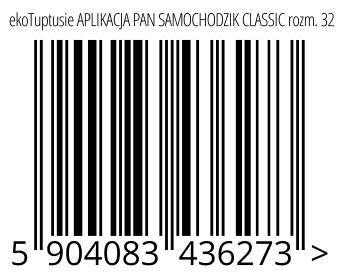 ekoTuptusie APLIKACJA PAN SAMOCHODZIK CLASSIC rozm. 32
5 904083 436273 >